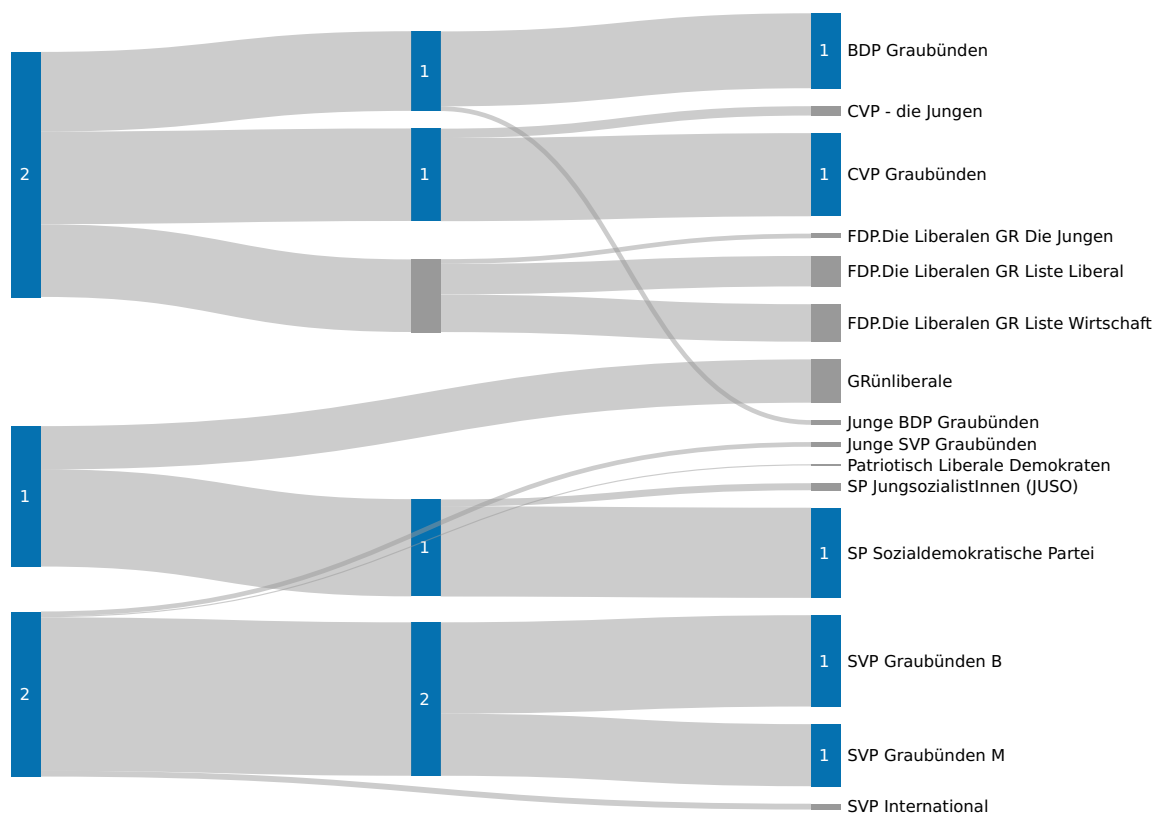 1 BDP Graubünden
1
2
CVP - die Jungen
1
1 CVP Graubünden
FDP.Die Liberalen GR Die Jungen
FDP.Die Liberalen GR Liste Liberal
FDP.Die Liberalen GR Liste Wirtschaft
GRünliberale
Junge BDP Graubünden
Junge SVP Graubünden
Patriotisch Liberale Demokraten
SP JungsozialistInnen (JUSO)
1
1
1 SP Sozialdemokratische Partei
1 SVP Graubünden B
2
2
1 SVP Graubünden M
SVP International